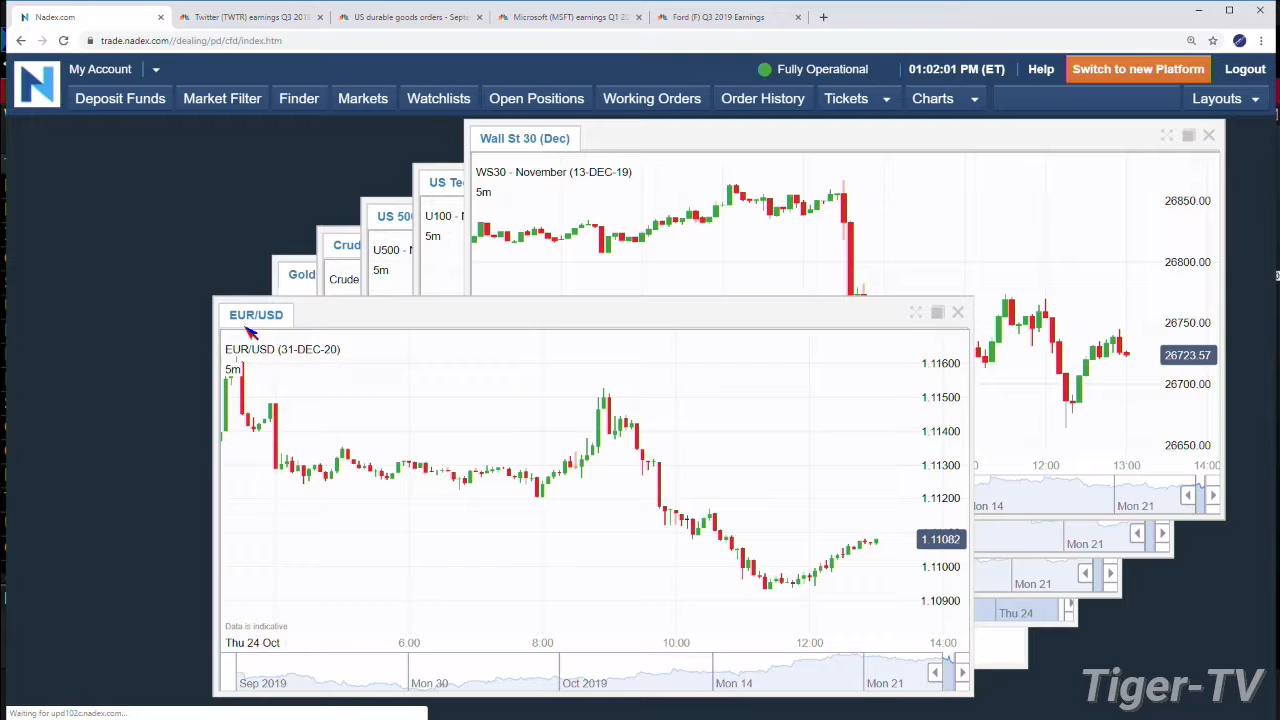 Nadex.com
Twitter (TWTR) earnings Q3 201
US durable goods orders - Septe
Microsoft (MSFT) earnings Q1 20
Ford (F) Q3 2019 Earnings
trade.nadex.com//dealing/pd/cfd/index.htm
My Account
Fully Operational
01:02:01 PM (ET)
Help
Switch to new Platform
Logout
Deposit Funds
Market Filter
Finder
Markets
Watchlists
Open Positions
Working Orders
Order History
Tickets
Charts
Layouts
Wall St 30 (Dec)
WS30 - November (13-DEC-19)
5m
26850.00
26800.00
26750.00
26723.57
26700.00
26650.00
12:00
13:00
14:00
on 14
Mon 21
US Te
U100 - N
5m
Mon 21
US 500
U500 - N
5m
Mon 21
Crud
Crude
Thu 24
Gold
EUR/USD
EUR/USD (31-DEC-20)
5m
1.11600
1.11500
1.11400
1.11300
1.11200
1.11082
1.11000
1.10900
Data is indicative
Thu 24 Oct
6:00
8:00
10:00
12:00
14:00
Sep 2019
Mon 30
Oct 2019
Mon 14
Mon 21
Waiting for upd102c.nadex.com...
Tiger-TV